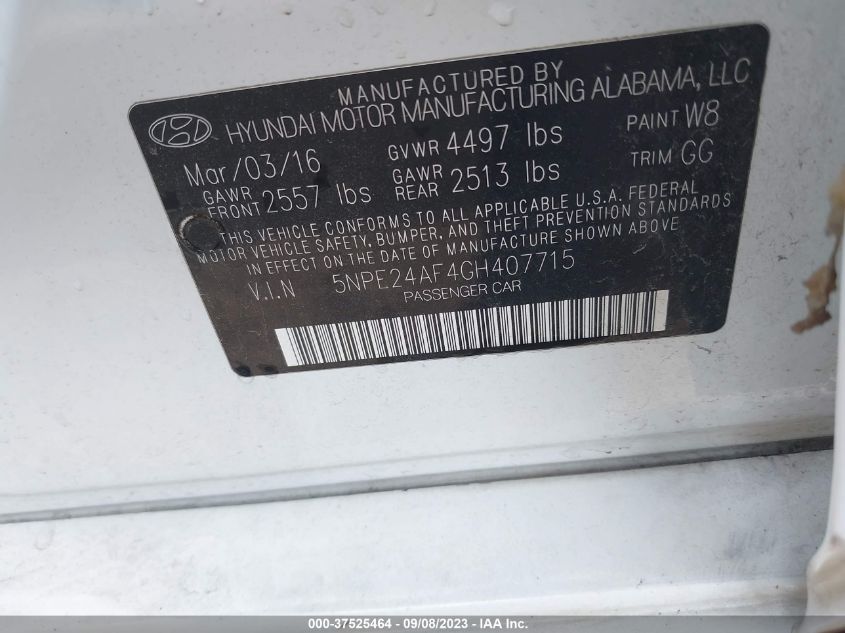 MANUFACTURED BY
HYUNDAI MOTOR MANUFACTURING ALABAMA, LLC
Mar/03/16 GVWR 4497 lbs PAINT W8
GAWR FRONT 2557 lbs GAWR REAR 2513 lbs TRIM GG
THIS VEHICLE CONFORMS TO ALL APPLICABLE U.S.A. FEDERAL
MOTOR VEHICLE SAFETY, BUMPER, AND THEFT PREVENTION STANDARDS
IN EFFECT ON THE DATE OF MANUFACTURE SHOWN ABOVE
V.I.N 5NPE24AF4GH407715
PASSENGER CAR
000-37525464 - 09/08/2023 - IAA Inc.